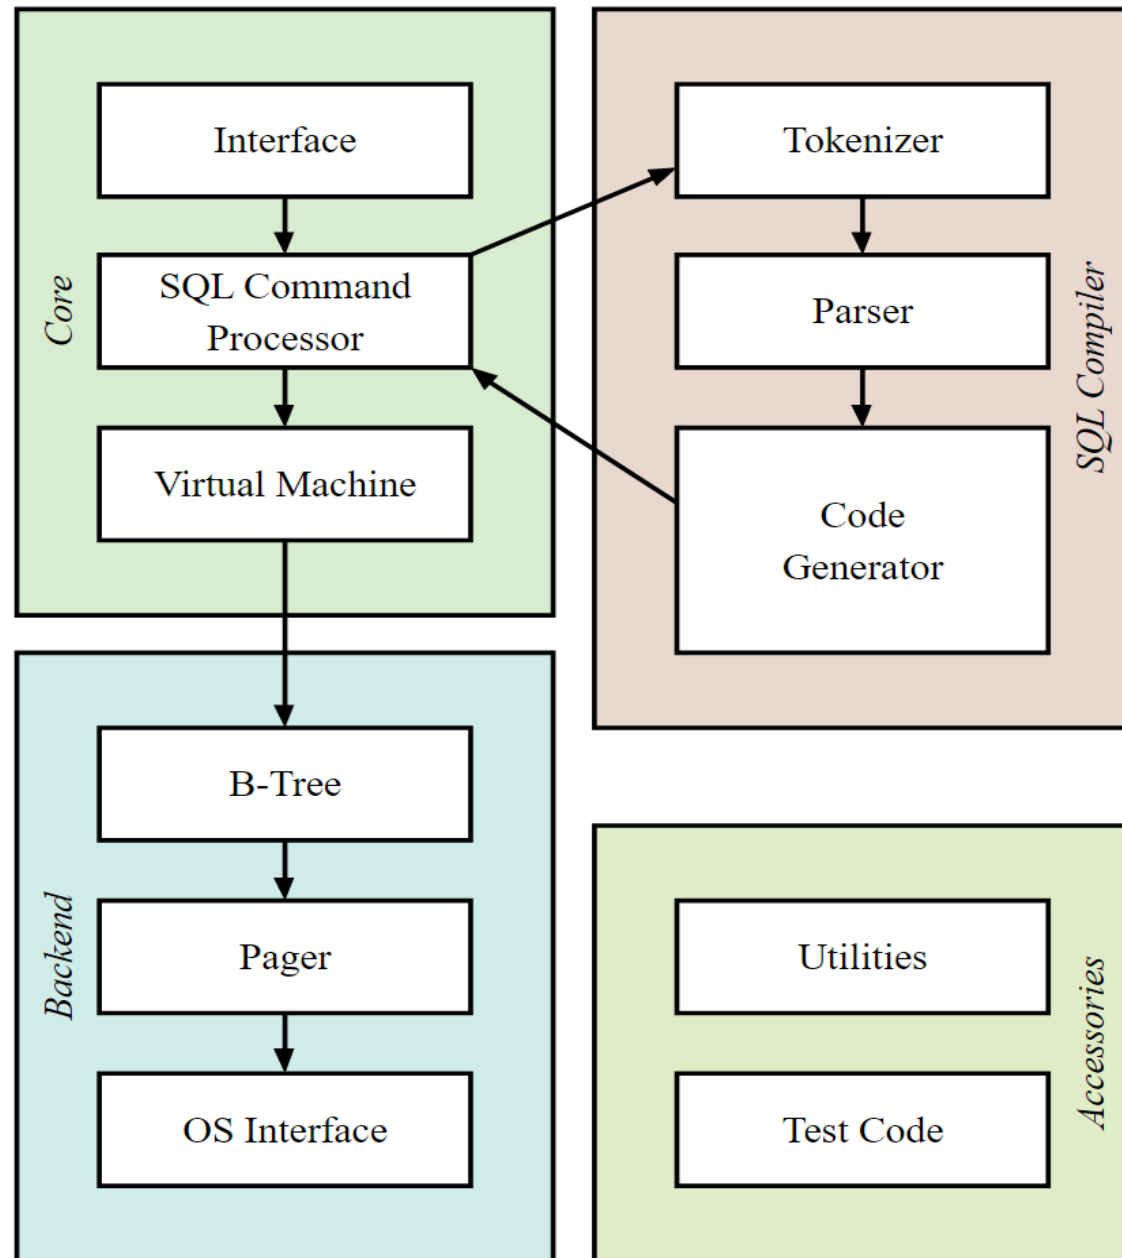 Core
Interface
SQL Command
Processor
Virtual Machine
SQL Compiler
Tokenizer
Parser
Code
Generator
Backend
B-Tree
Pager
OS Interface
Accessories
Utilities
Test Code